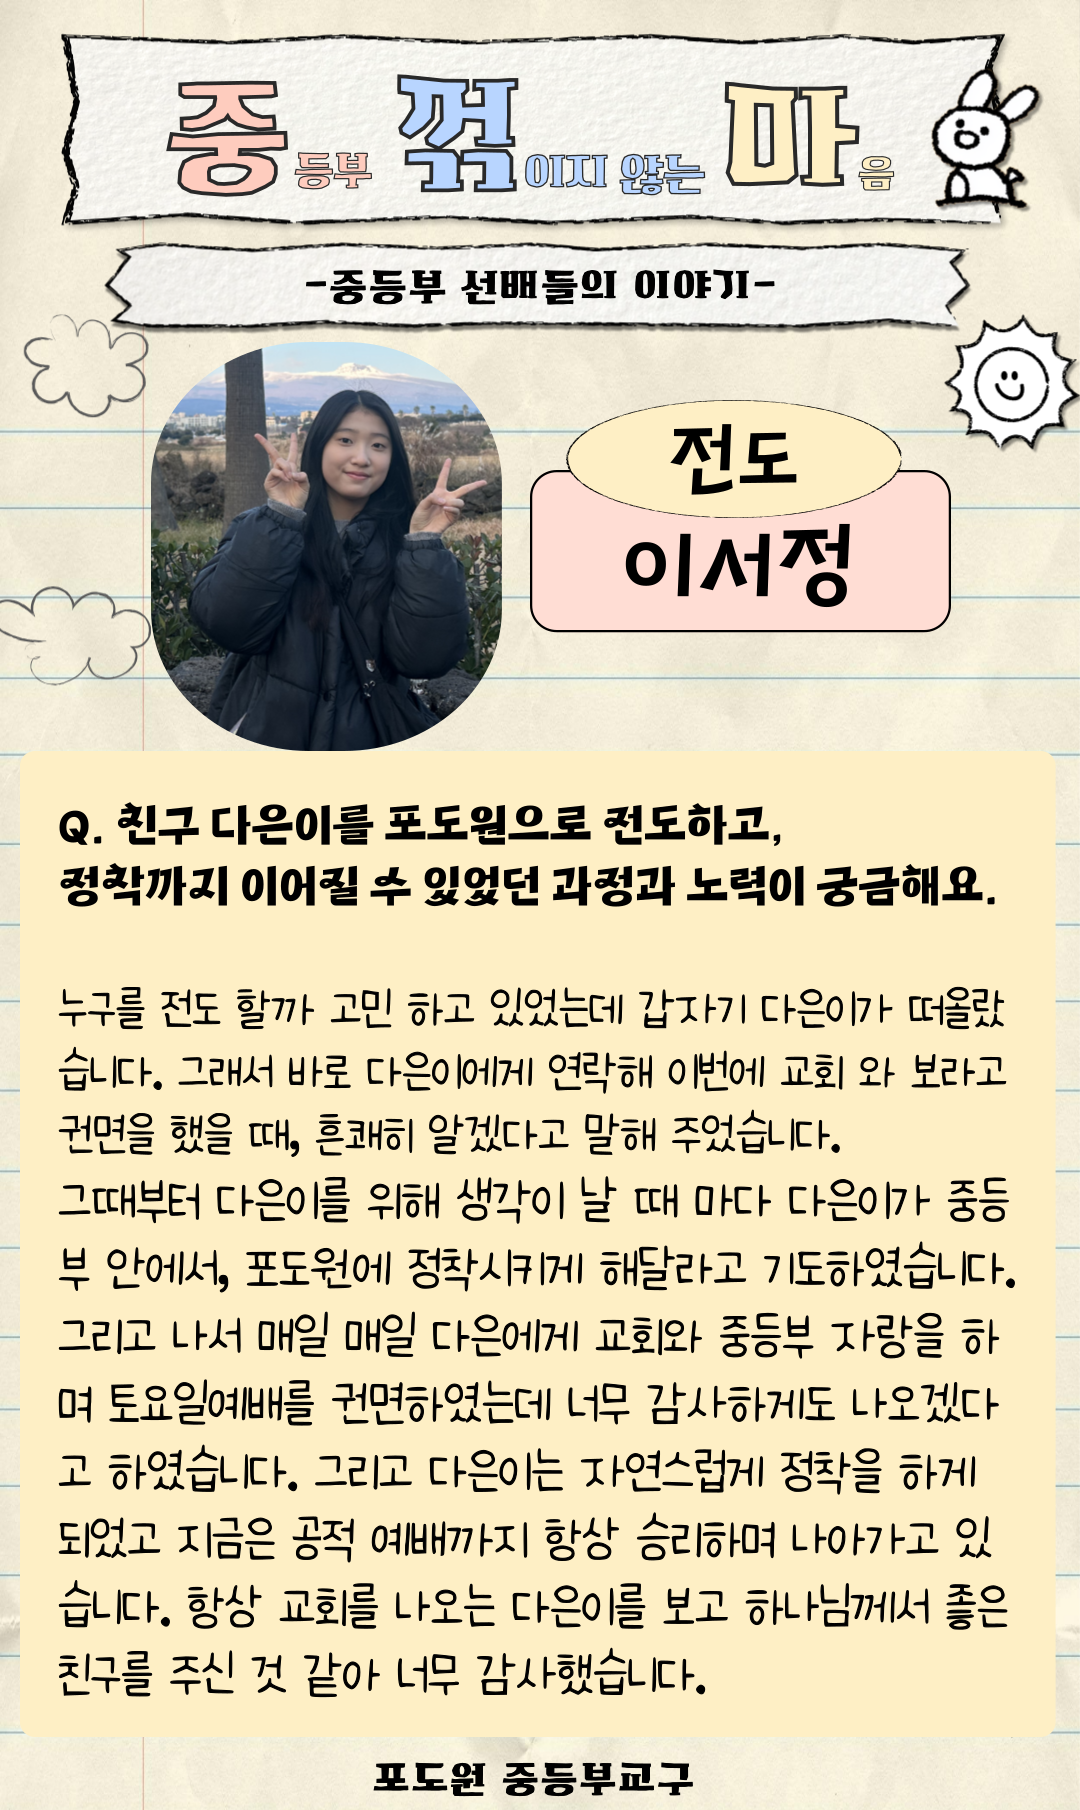 중등부 꺾이지 않는 마음
-중등부 선배들의 이야기-
전도
이서정
Q. 친구 다은이를 포도원으로 전도하고,
정착까지 이어질 수 있었던 과정과 노력이 궁금해요.
누구를 전도 할까 고민 하고 있었는데 갑자기 다은이가 떠올랐
습니다. 그래서 바로 다은이에게 연락해 이번에 교회 와 보라고
권면을 했을 때, 흔쾌히 알겠다고 말해 주었습니다.
그때부터 다은이를 위해 생각이 날 때 마다 다은이가 중등
부 안에서, 포도원에 정착시키게 해달라고 기도하였습니다.
그리고 나서 매일 매일 다은에게 교회와 중등부 자랑을 하
며 토요일예배를 권면하였는데 너무 감사하게도 나오겠다
고 하였습니다. 그리고 다은이는 자연스럽게 정착을 하게
되었고 지금은 공적 예배까지 항상 승리하며 나아가고 있
습니다. 항상 교회를 나오는 다은이를 보고 하나님께서 좋은
친구를 주신 것 같아 너무 감사했습니다.
포도원 중등부교구